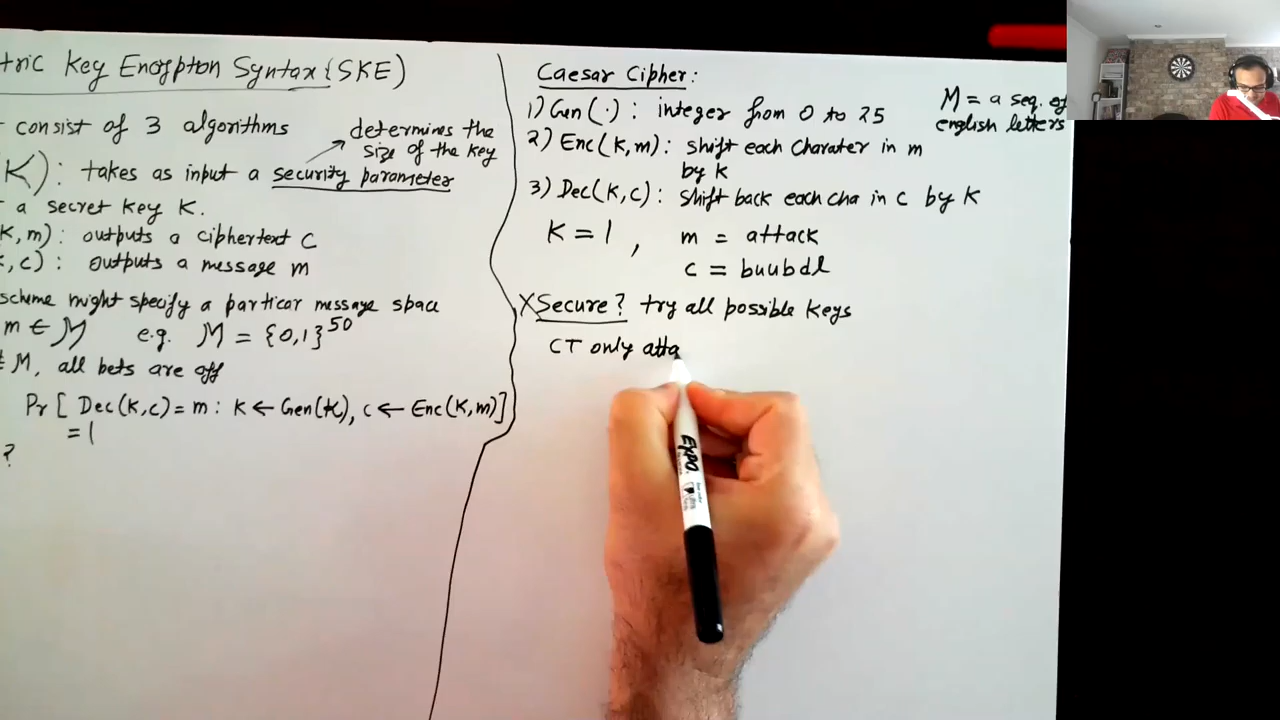 tric Key Encryption Syntax (SKE)
consist of 3 algorithms
determines the
size of the key
K): takes as input a security parameter
a secret key K.
k, m): outputs a ciphertext C
, c): outputs a message m
scheme might specify a particar message space
m ∈ M e.g. M = {0,1}^50
M, all bets are off
Pr [ Dec(K,c) = m : K ← Gen(K), c ← Enc(K,m)]
= 1
?
Caesar Cipher:
1) Gen(·): integer from 0 to 25
M = a seq. of
english letters
2) Enc(K,m): shift each Charater in m
by K
3) Dec(K,C): shift back each cha in c by K
K = 1 , m = attack
c = buubdl
X Secure? try all possible keys
CT only atta
EXPO